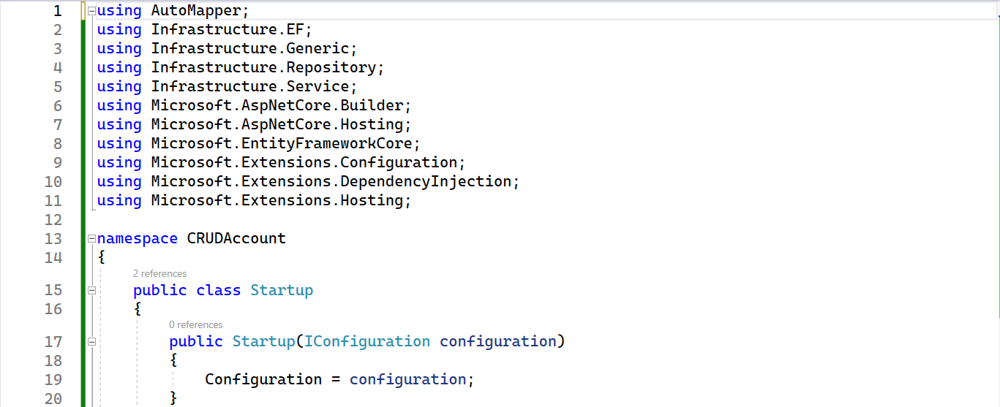 1 using AutoMapper;
2 using Infrastructure.EF;
3 using Infrastructure.Generic;
4 using Infrastructure.Repository;
5 using Infrastructure.Service;
6 using Microsoft.AspNetCore.Builder;
7 using Microsoft.AspNetCore.Hosting;
8 using Microsoft.EntityFrameworkCore;
9 using Microsoft.Extensions.Configuration;
10 using Microsoft.Extensions.DependencyInjection;
11 using Microsoft.Extensions.Hosting;
12
13 namespace CRUDAccount
14 {
2 references
15 public class Startup
16 {
0 references
17 public Startup(IConfiguration configuration)
18 {
19 Configuration = configuration;
20 }